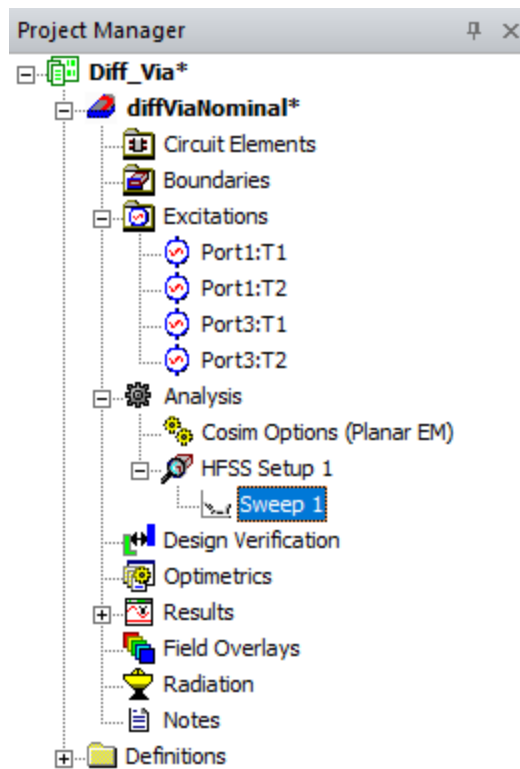 Project Manager
Diff_Via*
diffViaNominal*
Circuit Elements
Boundaries
Excitations
Port1:T1
Port1:T2
Port3:T1
Port3:T2
Analysis
Cosim Options (Planar EM)
HFSS Setup 1
Sweep 1
Design Verification
Optimetrics
Results
Field Overlays
Radiation
Notes
Definitions